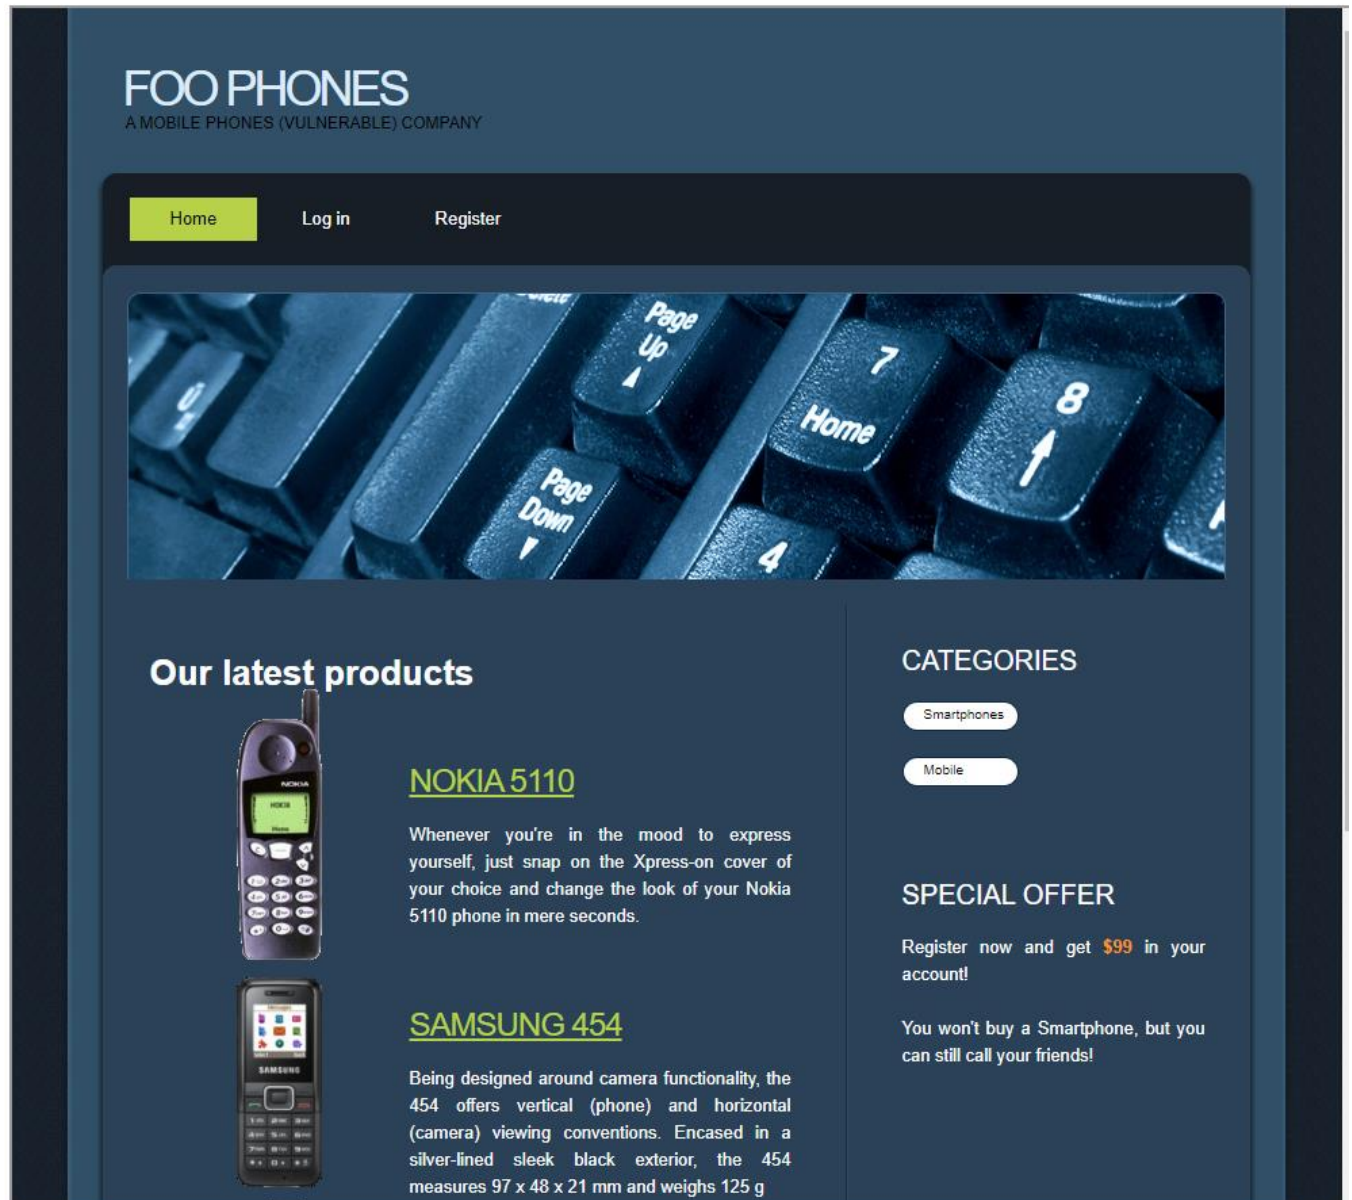 FOO PHONES
A MOBILE PHONES (VULNERABLE) COMPANY
Home
Log in
Register
Page
Up
7
Home
8
Page
Down
4
Our latest products
NOKIA
NOKIA 5110
Whenever you're in the mood to express
yourself, just snap on the Xpress-on cover of
your choice and change the look of your Nokia
5110 phone in mere seconds.
SAMSUNG
SAMSUNG 454
Being designed around camera functionality, the
454 offers vertical (phone) and horizontal
(camera) viewing conventions. Encased in a
silver-lined sleek black exterior, the 454
measures 97 x 48 x 21 mm and weighs 125 g
CATEGORIES
Smartphones
Mobile
SPECIAL OFFER
Register now and get $99 in your
account!
You won't buy a Smartphone, but you
can still call your friends!